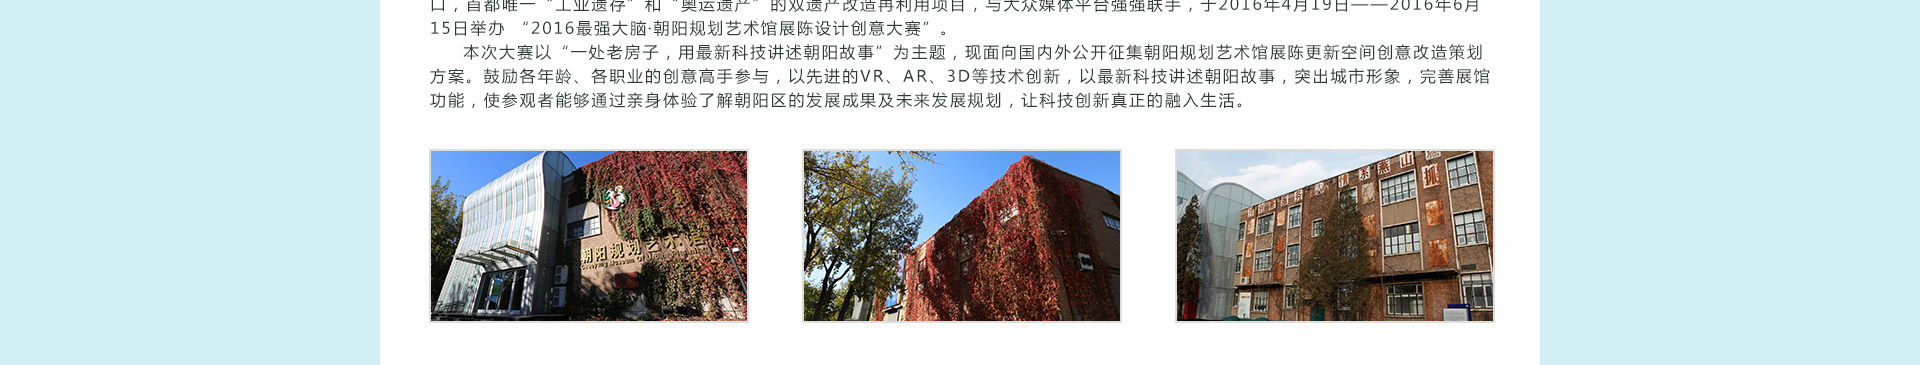 口，首都唯一“工业遗存”和“奥运遗产”的双遗产改造再利用项目，与大众媒体平台强强联手，于2016年4月19日——2016年6月
15日举办 “2016最强大脑·朝阳规划艺术馆展陈设计创意大赛”。
本次大赛以“一处老房子，用最新科技讲述朝阳故事”为主题，现面向国内外公开征集朝阳规划艺术馆展陈更新空间创意改造策划
方案。鼓励各年龄、各职业的创意高手参与，以先进的VR、AR、3D等技术创新，以最新科技讲述朝阳故事，突出城市形象，完善展馆
功能，使参观者能够通过亲身体验了解朝阳区的发展成果及未来发展规划，让科技创新真正的融入生活。
朝阳规划艺术馆